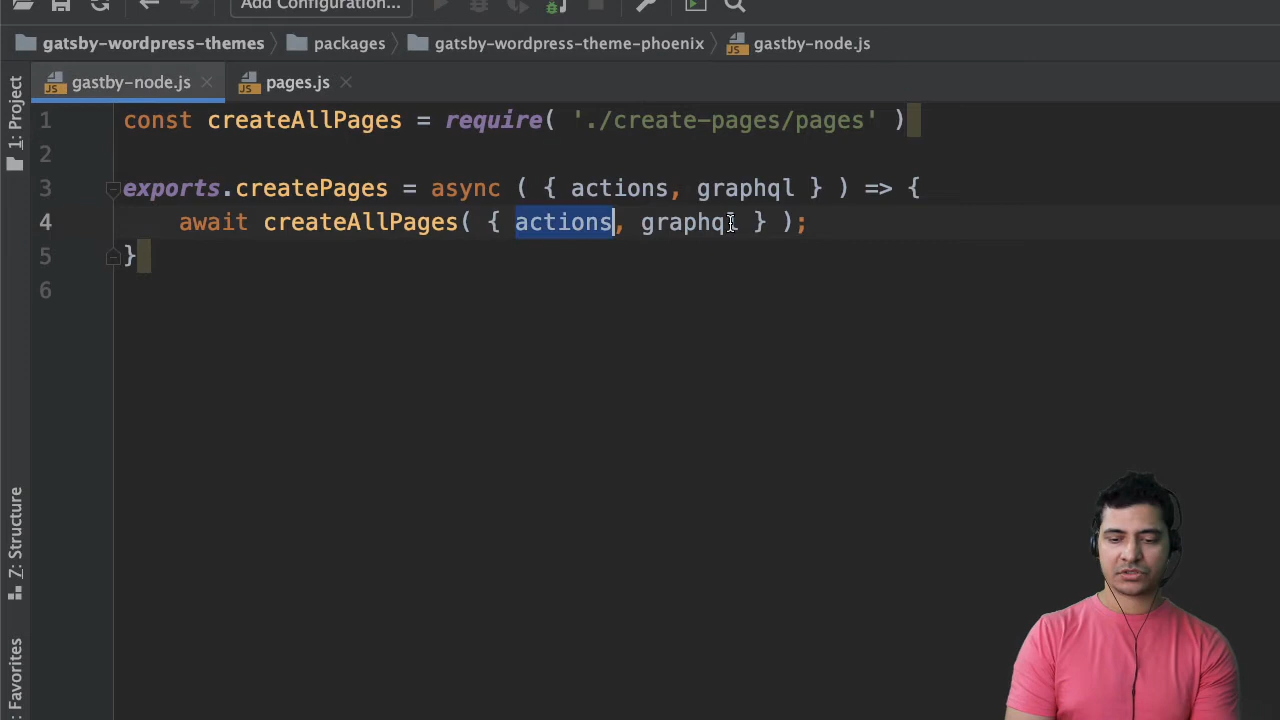 Add Configuration...
gatsby-wordpress-themes packages gatsby-wordpress-theme-phoenix gastby-node.js
gastby-node.js pages.js
1: Project
Z: Structure
Favorites
1 const createAllPages = require( './create-pages/pages' )
2
3 exports.createPages = async ( { actions, graphql } ) => {
4 await createAllPages( { actions, graphql } );
5 }
6